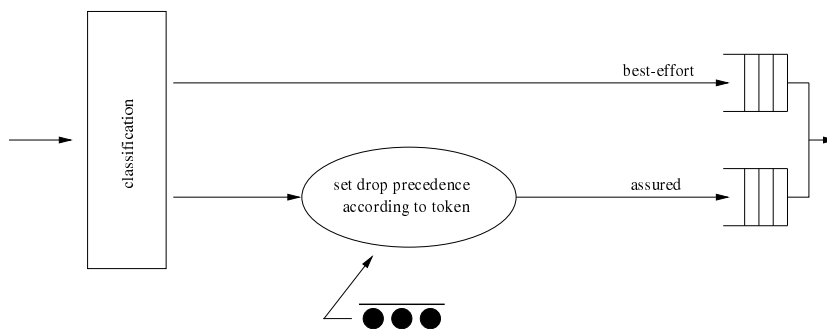 classification
best-effort
set drop precedence
according to token
assured